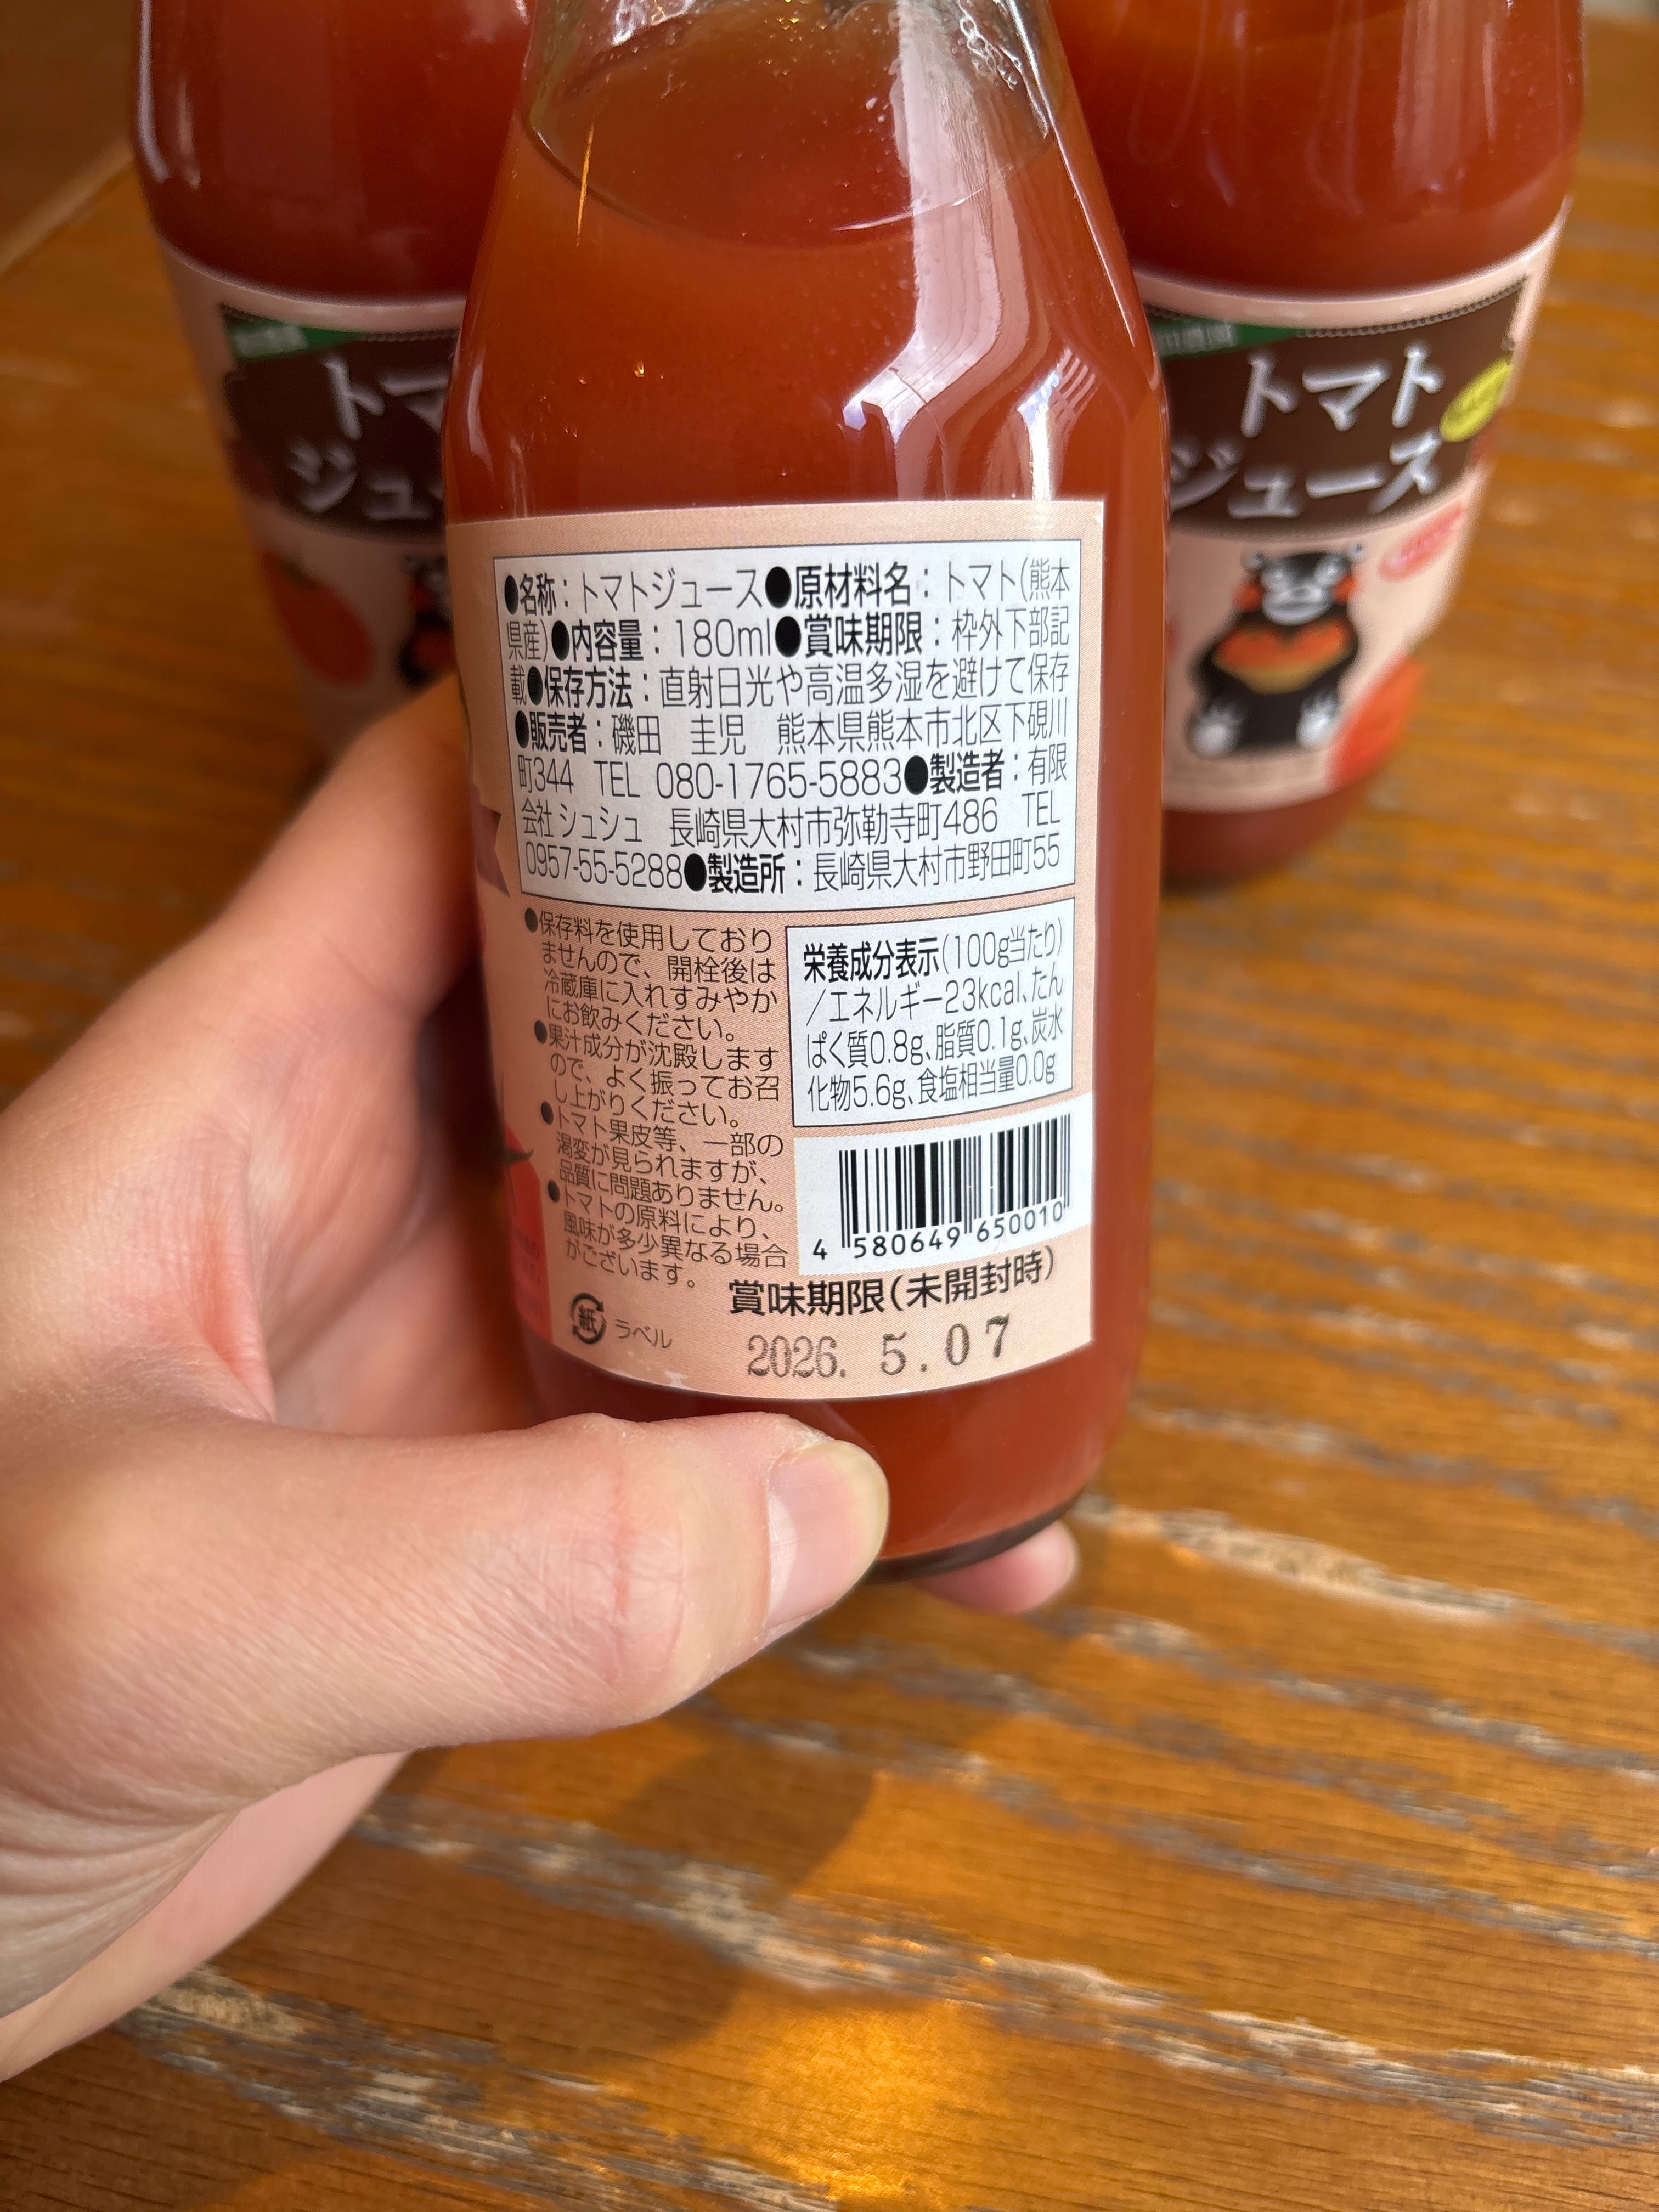 トマ
ジュー
トマト
ジュース
●名称：トマトジュース●原材料名：トマト(熊本
県産)●内容量：180ml●賞味期限：枠外下部記
載●保存方法：直射日光や高温多湿を避けて保存
●販売者：磯田　圭児　熊本県熊本市北区下硯川
町344　TEL 080-1765-5883●製造者：有限
会社 シュシュ　長崎県大村市弥勒寺町486　TEL
0957-55-5288●製造所：長崎県大村市野田町55
●保存料を使用しており
ませんので、開栓後は
冷蔵庫に入れすみやか
にお飲みください。
●果汁成分が沈殿します
ので、よく振ってお召
し上がりください。
●トマト果皮等、一部の
渇変が見られますが、
品質に問題ありません。
●トマトの原料により、
風味が多少異なる場合
がございます。
紙 ラベル
栄養成分表示(100g当たり)
/エネルギー23kcal、たん
ぱく質0.8g、脂質0.1g、炭水
化物5.6g、食塩相当量0.0g
4 580649 650010
賞味期限(未開封時)
2026. 5.07